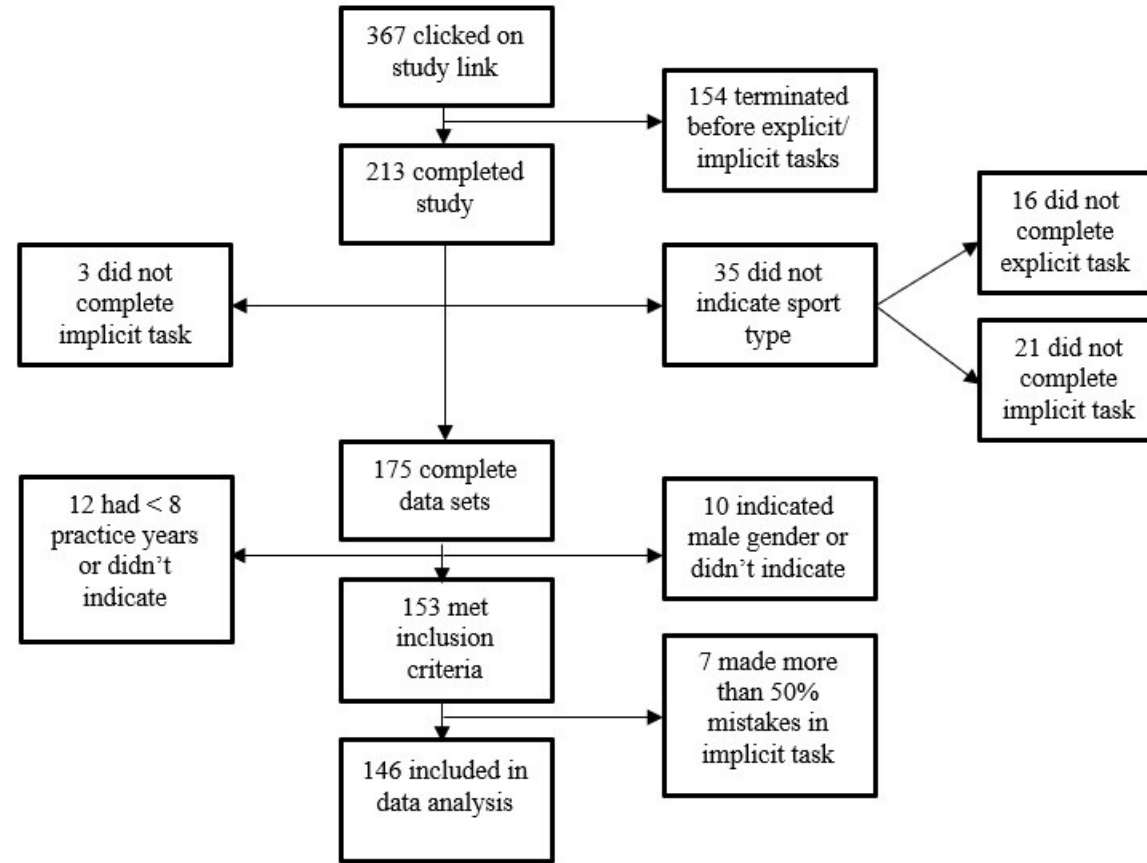 367 clicked on
study link
154 terminated
before explicit/
implicit tasks
213 completed
study
16 did not
complete
explicit task
3 did not
complete
implicit task
35 did not
indicate sport
type
21 did not
complete
implicit task
175 complete
data sets
12 had < 8
practice years
or didn’t
indicate
10 indicated
male gender or
didn’t indicate
153 met
inclusion
criteria
7 made more
than 50%
mistakes in
implicit task
146 included in
data analysis